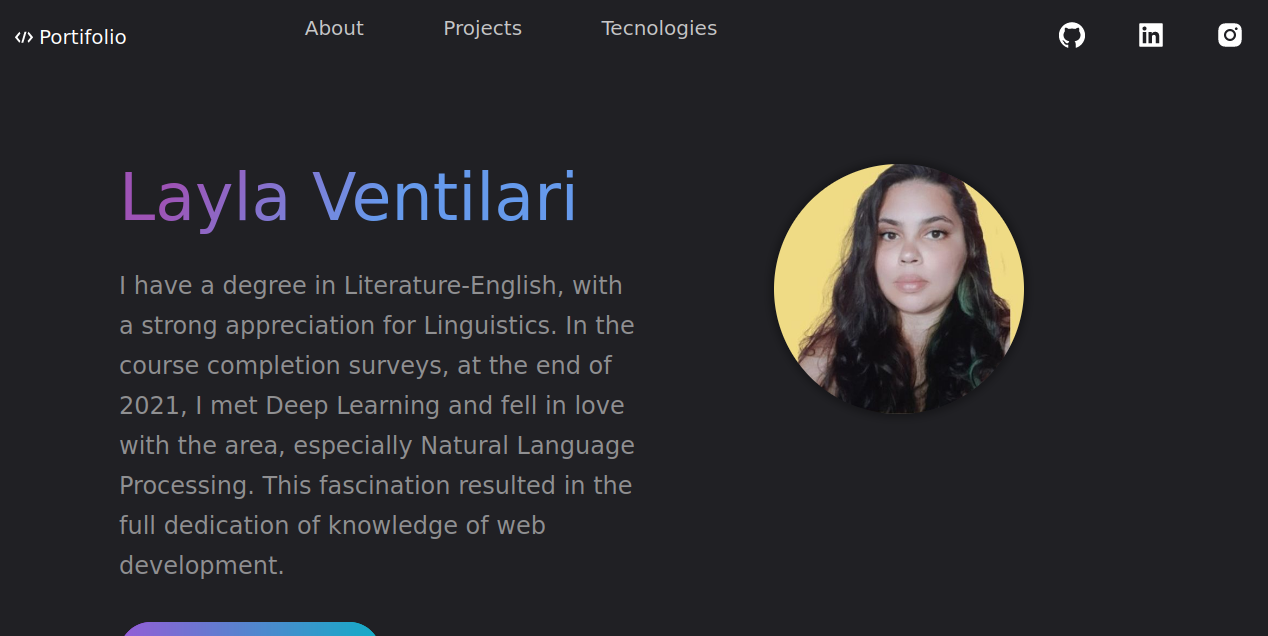 Portifolio
About
Projects
Tecnologies
Layla Ventilari
I have a degree in Literature-English, with
a strong appreciation for Linguistics. In the
course completion surveys, at the end of
2021, I met Deep Learning and fell in love
with the area, especially Natural Language
Processing. This fascination resulted in the
full dedication of knowledge of web
development.